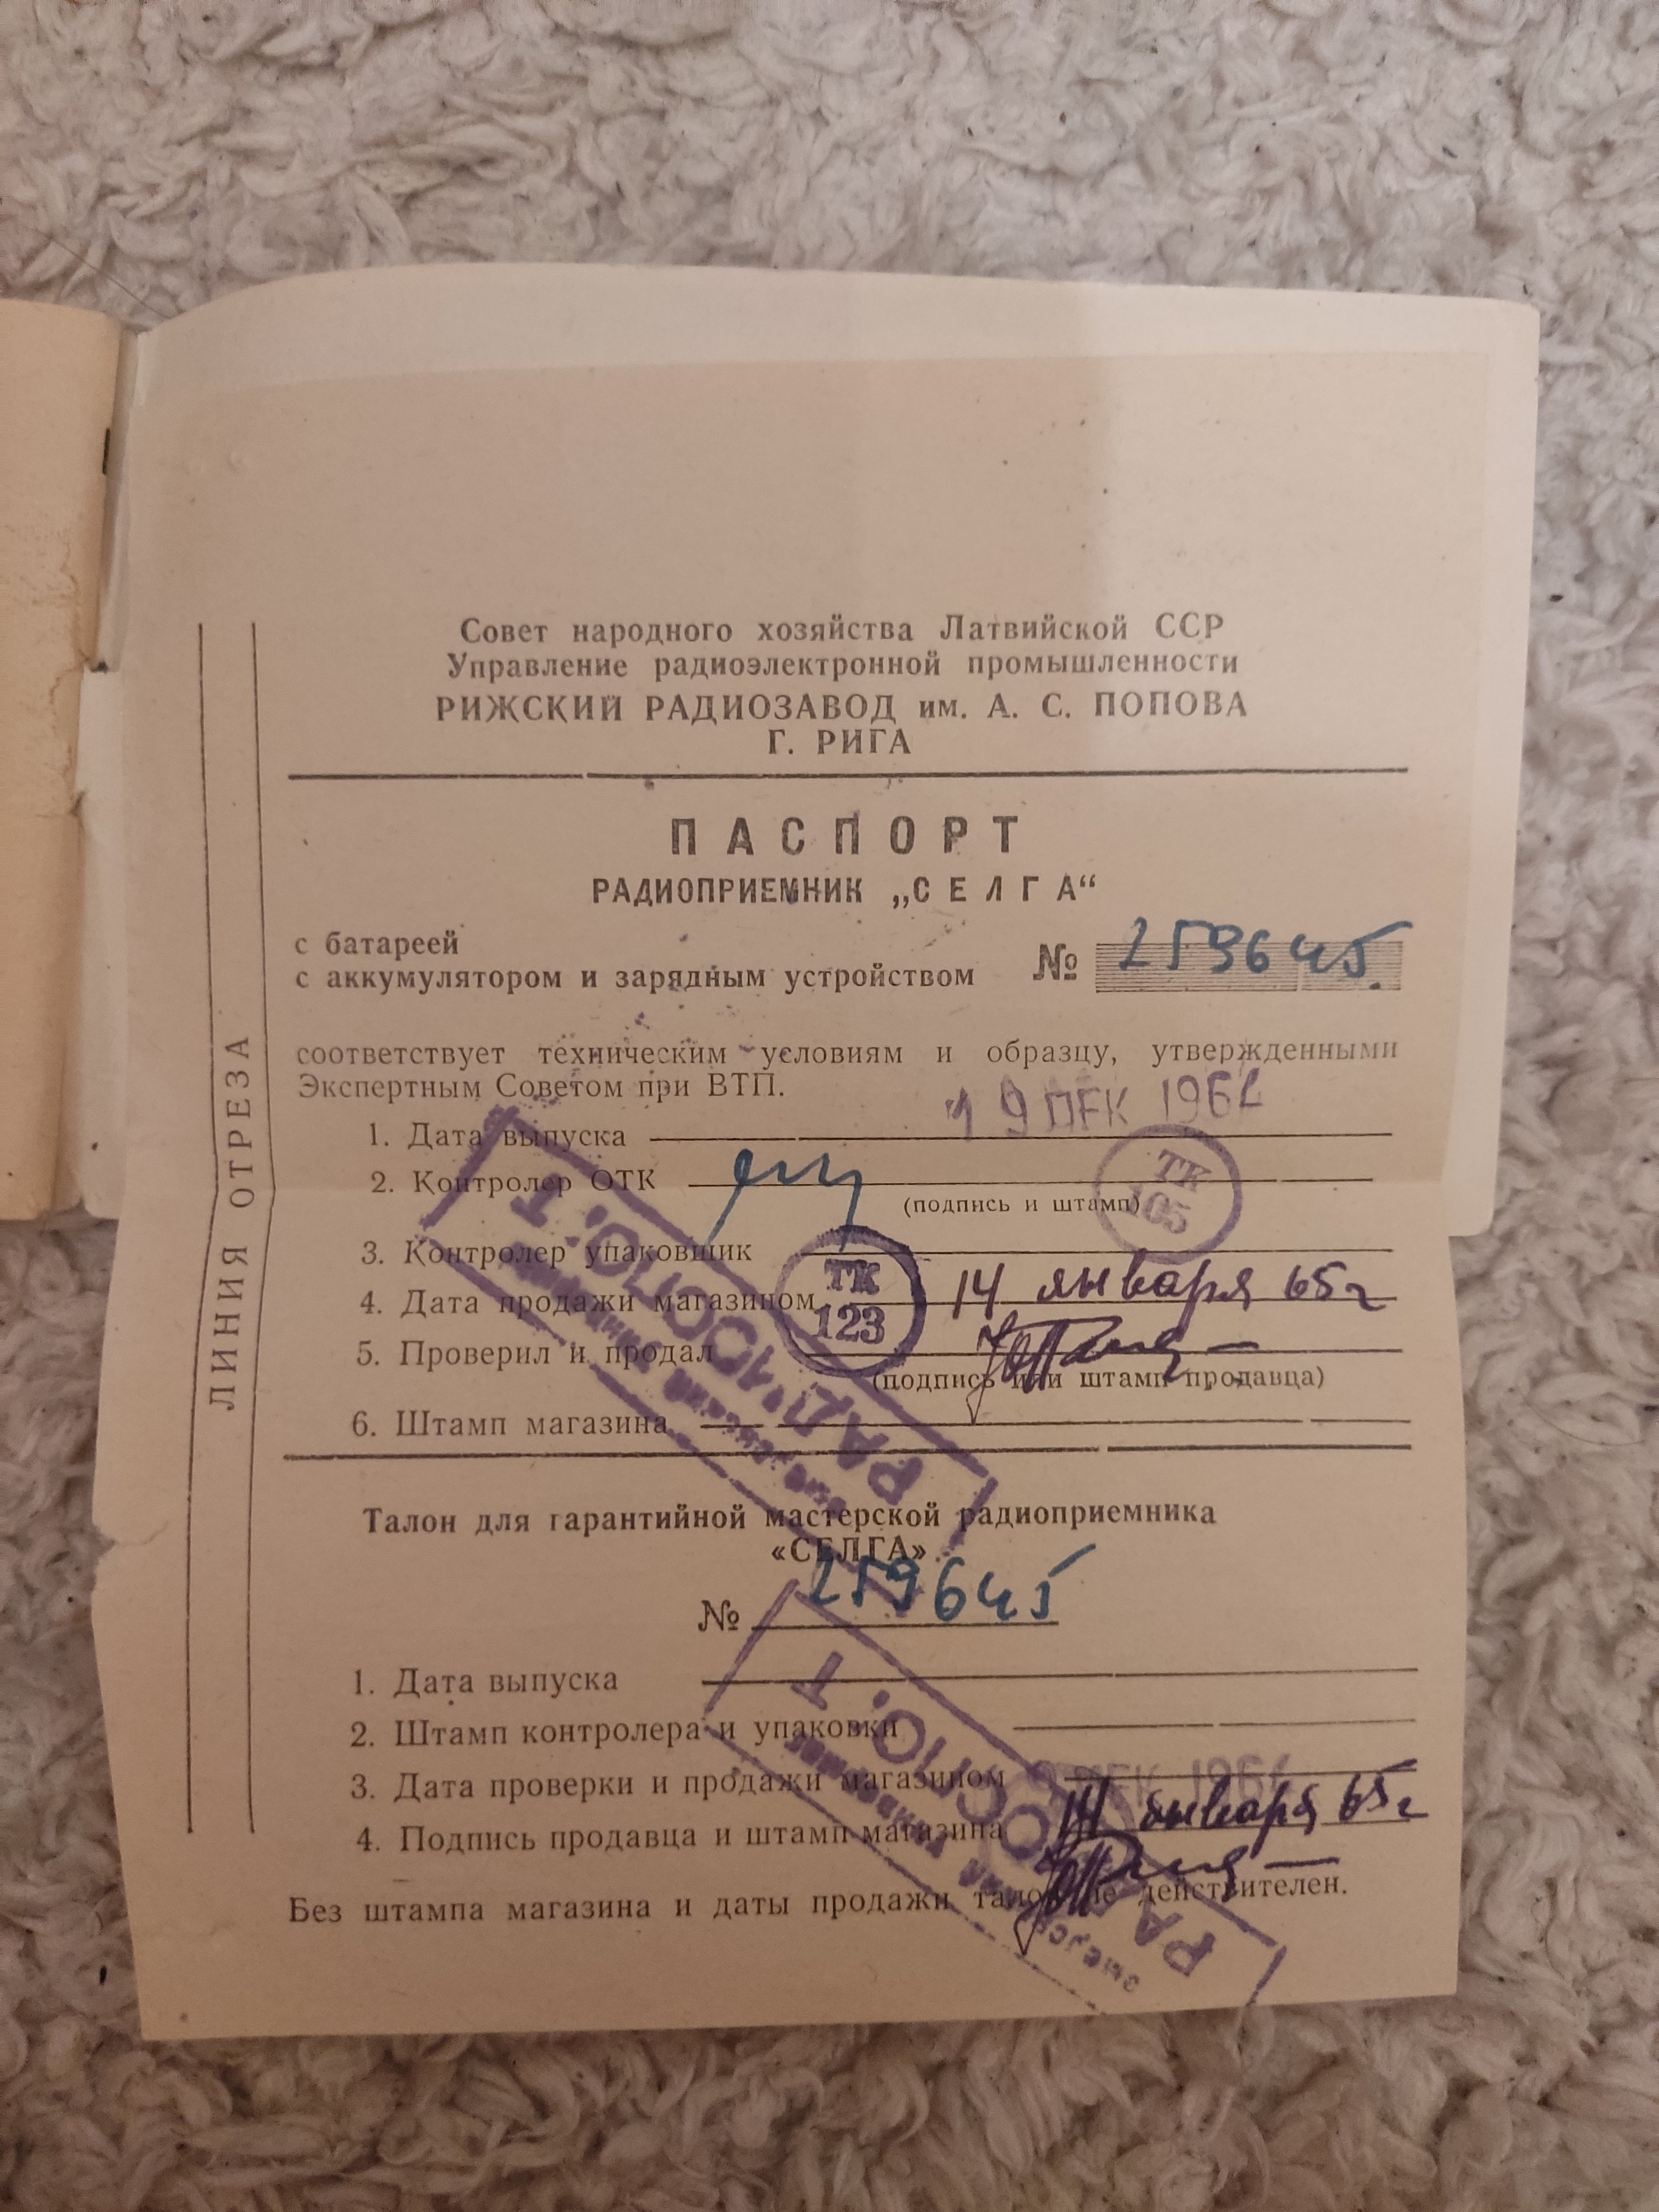 Совет народного хозяйства Латвийской ССР
Управление радиоэлектронной промышленности
РИЖСКИЙ РАДИОЗАВОД им. А. С. ПОПОВА
Г. РИГА
ПАСПОРТ
РАДИОПРИЕМНИК „СЕЛГА“
с батареей
с аккумулятором и зарядным устройством № 259645
соответствует техническим условиям и образцу, утвержденными
Экспертным Советом при ВТП.
1. Дата выпуска 19 ДЕК 1964
2. Контролер ОТК
(подпись и штамп)
ТК
105
3. Контролер упаковщик
ТК
123
4. Дата продажи магазином 14 января 65г
5. Проверил и продал
(подпись или штамп продавца)
6. Штамп магазина
Талон для гарантийной мастерской радиоприемника
«СЕЛГА»
№ 259645
1. Дата выпуска
2. Штамп контролера и упаковки
ДЕК 1964
3. Дата проверки и продажи магазином 14 января 65г
4. Подпись продавца и штамп магазина
Без штампа магазина и даты продажи талон не действителен.
ЛИНИЯ ОТРЕЗА